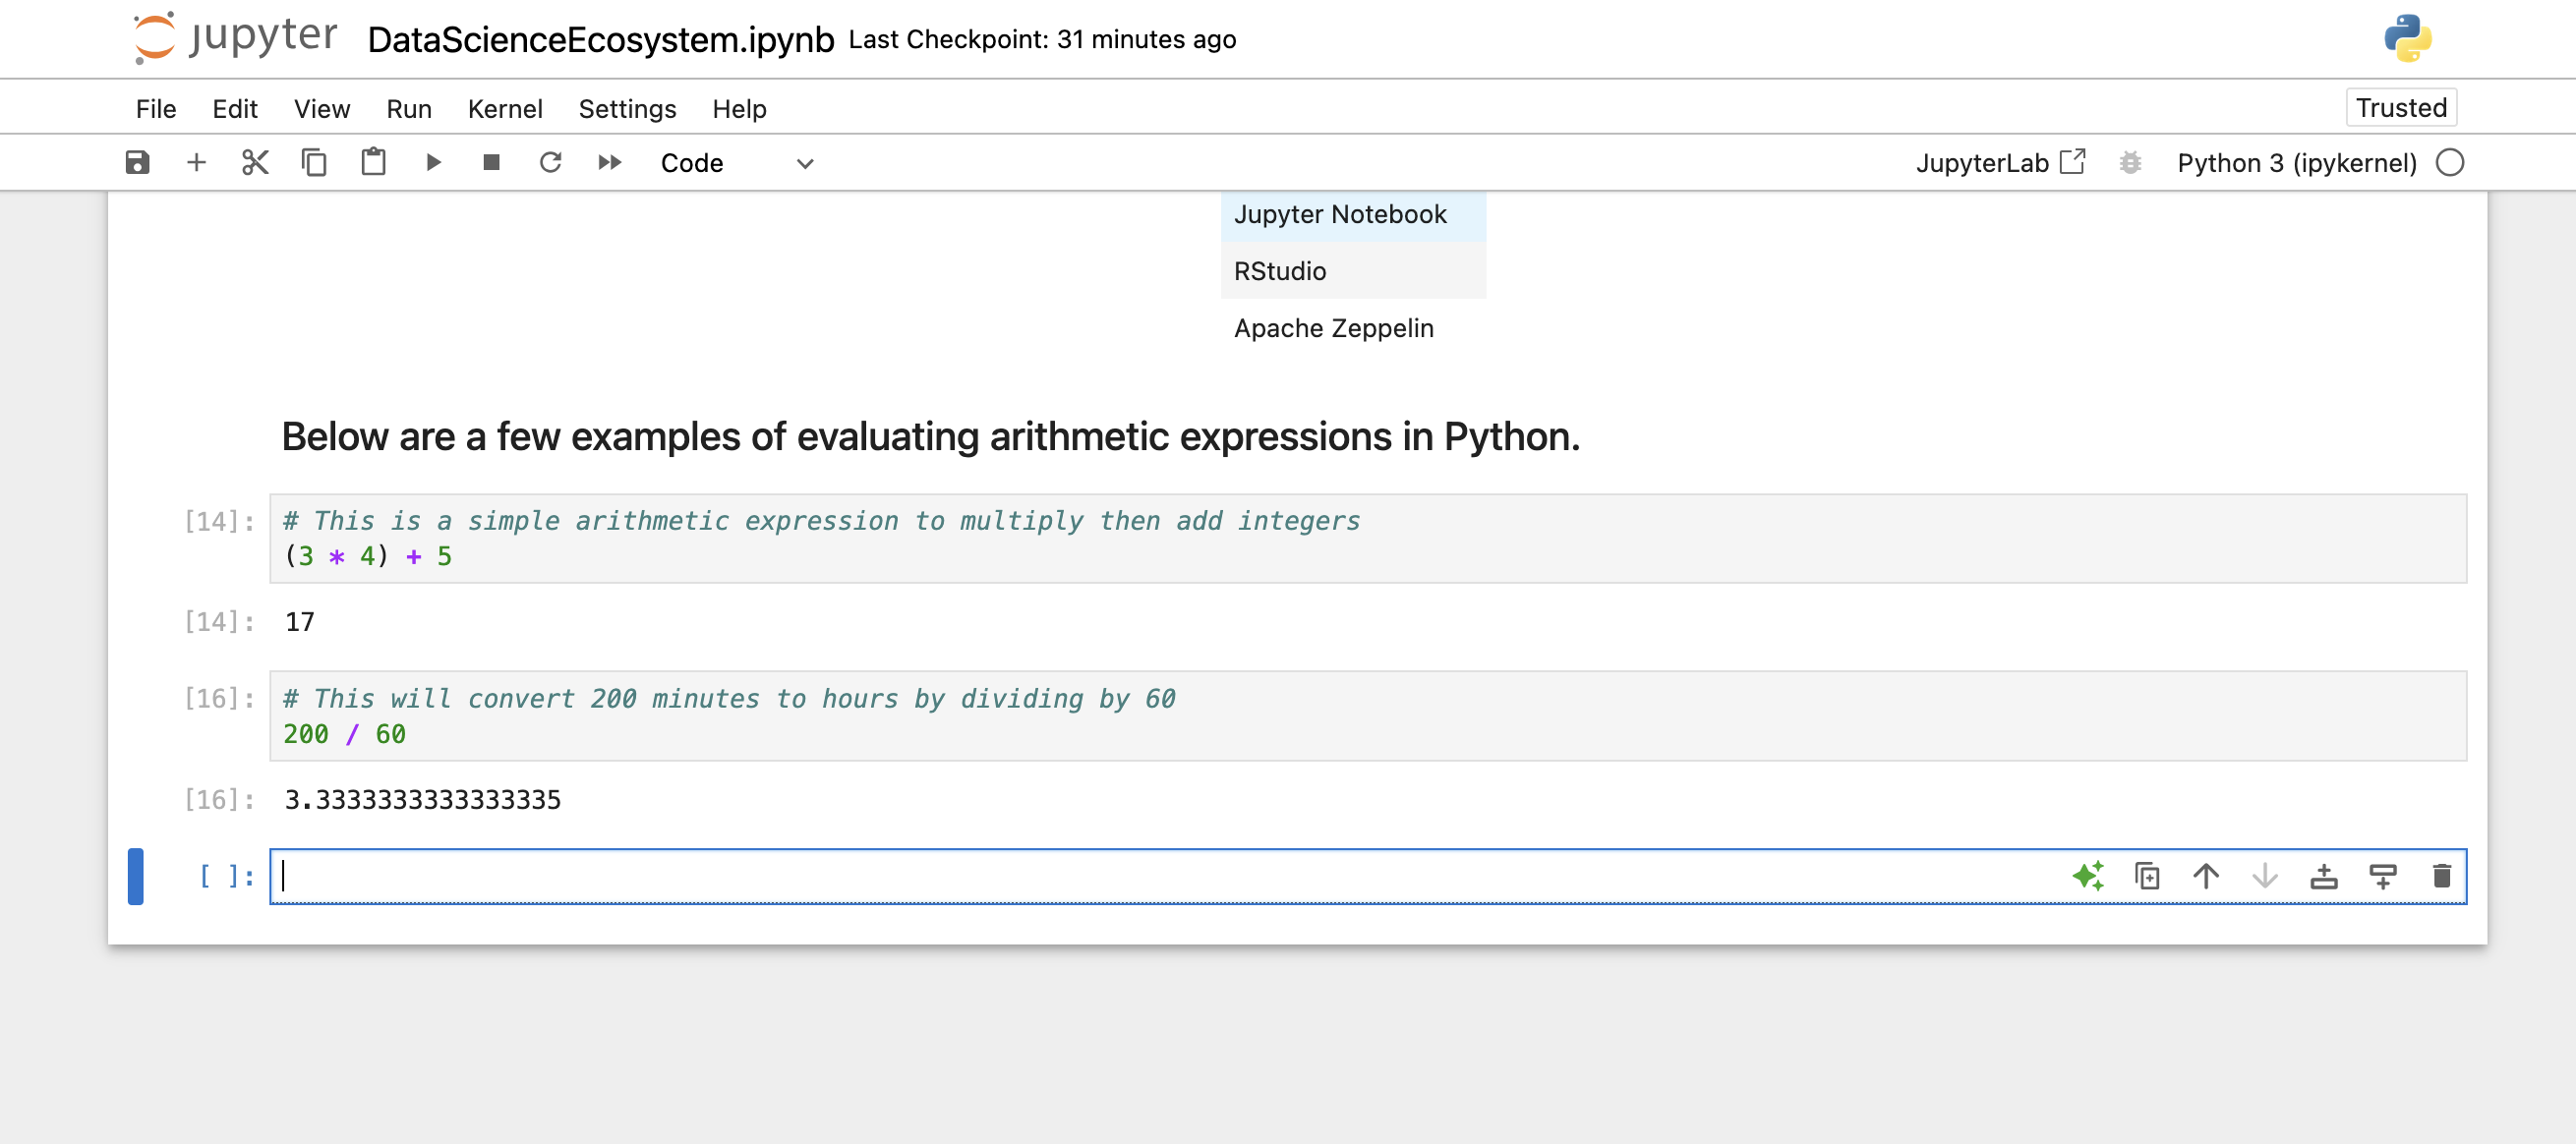 jupyter DataScienceEcosystem.ipynb Last Checkpoint: 31 minutes ago
File Edit View Run Kernel Settings Help Trusted
Code JupyterLab Python 3 (ipykernel)
Jupyter Notebook
RStudio
Apache Zeppelin
Below are a few examples of evaluating arithmetic expressions in Python.
[14]: # This is a simple arithmetic expression to multiply then add integers
(3 * 4) + 5
[14]: 17
[16]: # This will convert 200 minutes to hours by dividing by 60
200 / 60
[16]: 3.3333333333333335
[ ]: